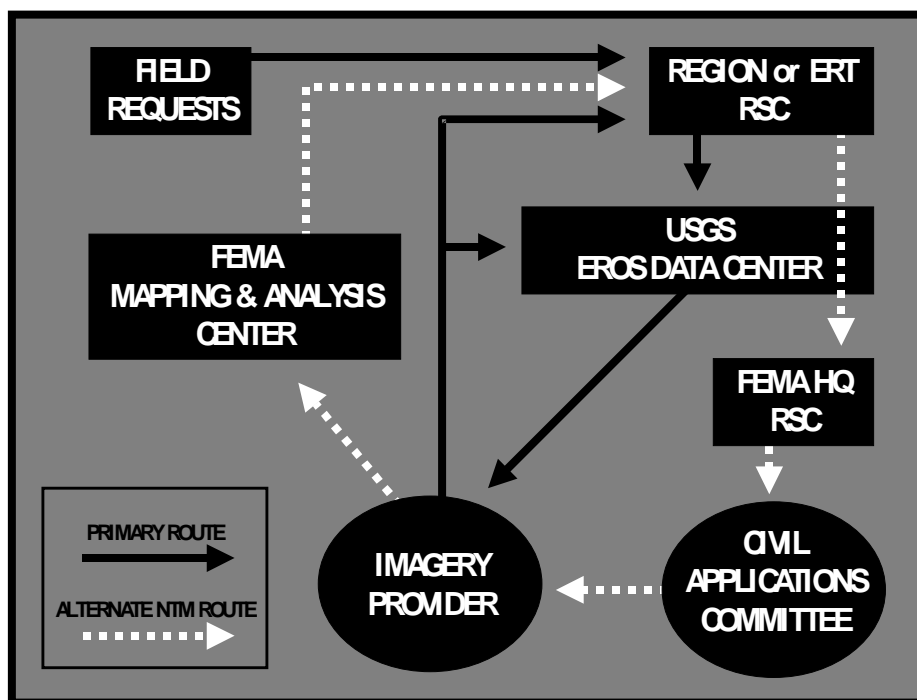 FIELD
REQUESTS
REGION or ERT
RSC
USGS
EROS DATA CENTER
FEMA
MAPPING & ANALYSIS
CENTER
FEMA HQ
RSC
PRIMARY ROUTE
ALTERNATE NTM ROUTE
IMAGERY
PROVIDER
CIVIL
APPLICATIONS
COMMITTEE